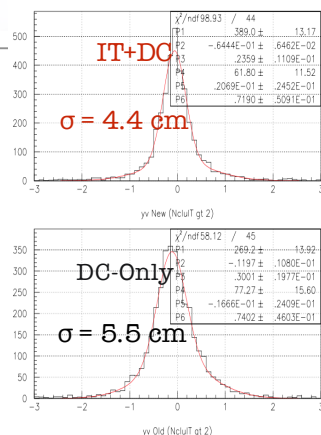 χ²/ndf 98.93 / 44
P1 389.0 ± 13.17
P2 -.6444E-01 ± .6462E-02
P3 .2359 ± .1109E-01
P4 61.80 ± 11.52
P5 .2069E-01 ± .2452E-01
P6 .7190 ± .5091E-01
IT+DC
σ = 4.4 cm
500
400
300
200
100
0
-3 -2 -1 0 1 2 3
yv New (NcluIT gt 2)
χ²/ndf 58.12 / 45
P1 269.2 ± 13.92
P2 -.1197 ± .1080E-01
P3 .3001 ± .1977E-01
P4 77.27 ± 15.60
P5 -.1666E-01 ± .2409E-01
P6 .7402 ± .4603E-01
DC-Only
σ = 5.5 cm
350
300
250
200
150
100
50
0
-3 -2 -1 0 1 2 3
yv Old (NcluIT gt 2)